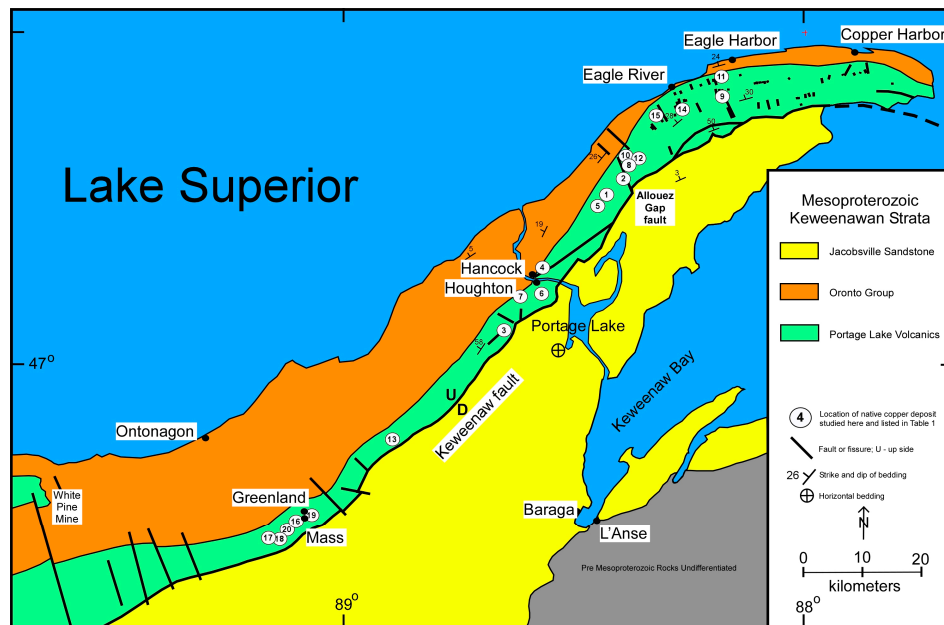 Copper Harbor
Eagle Harbor
24
11
Eagle River
9
30
14
15
28
50
26
10
12
8
3
2
Lake Superior
1
5
Allouez
Gap
fault
19
5
Hancock
4
Houghton
7
6
Portage Lake
3
58
47o
Keweenaw Bay
U
D
Keweenaw fault
Ontonagon
13
White
Pine
Mine
Greenland
19
16
20
17
18
Mass
Baraga
L'Anse
Pre Mesoproterozoic Rocks Undifferentiated
89o
88o
Mesoproterozoic
Keweenawan Strata
Jacobsville Sandstone
Oronto Group
Portage Lake Volcanics
4
Location of native copper deposit
studied here and listed in Table 1
Fault or fissure; U - up side
26
Strike and dip of bedding
Horizontal bedding
N
0 10 20
kilometers